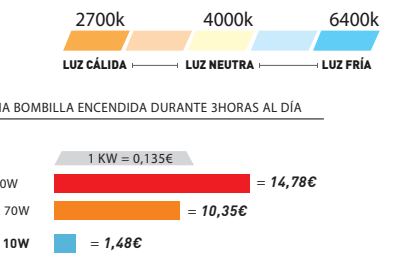 2700k 4000k 6400k
LUZ CÁLIDA LUZ NEUTRA LUZ FRÍA
BOMBILLA ENCENDIDA DURANTE 3HORAS AL DÍA
1 KW = 0,135€
= 14,78€
70W = 10,35€
10W = 1,48€